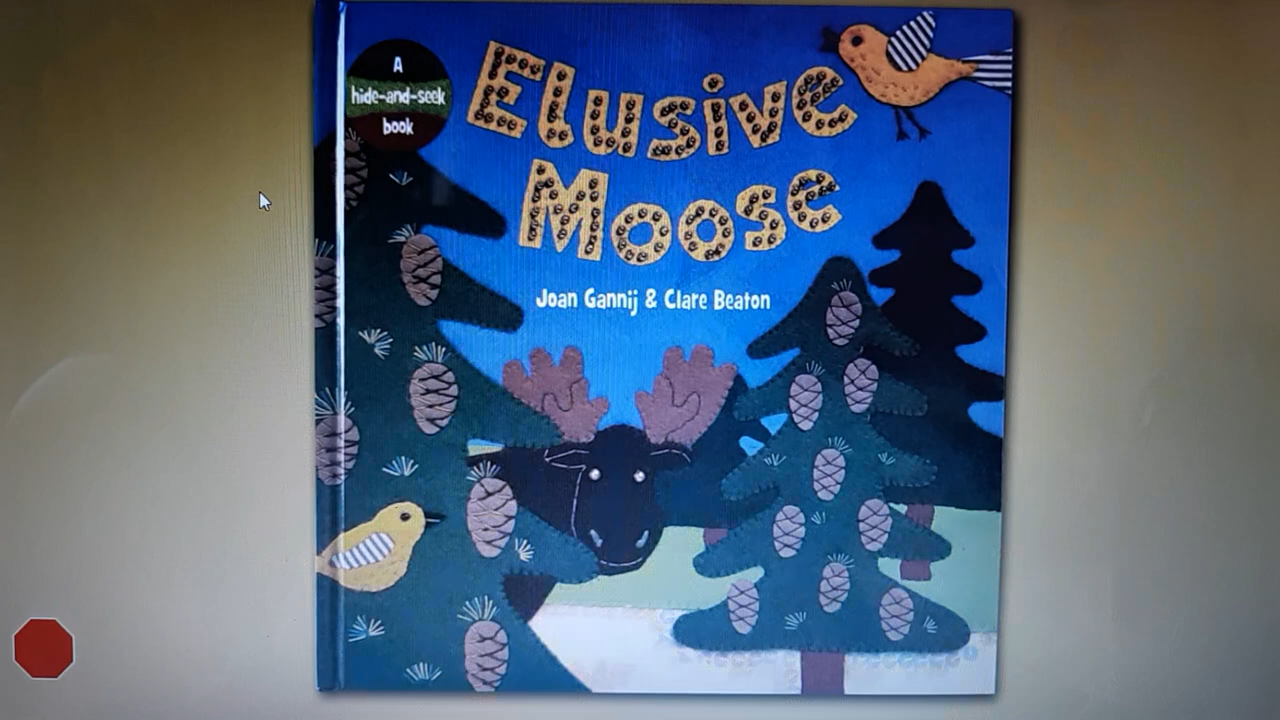 A
hide-and-seek
book
Elusive
Moose
Joan Gannij & Clare Beaton